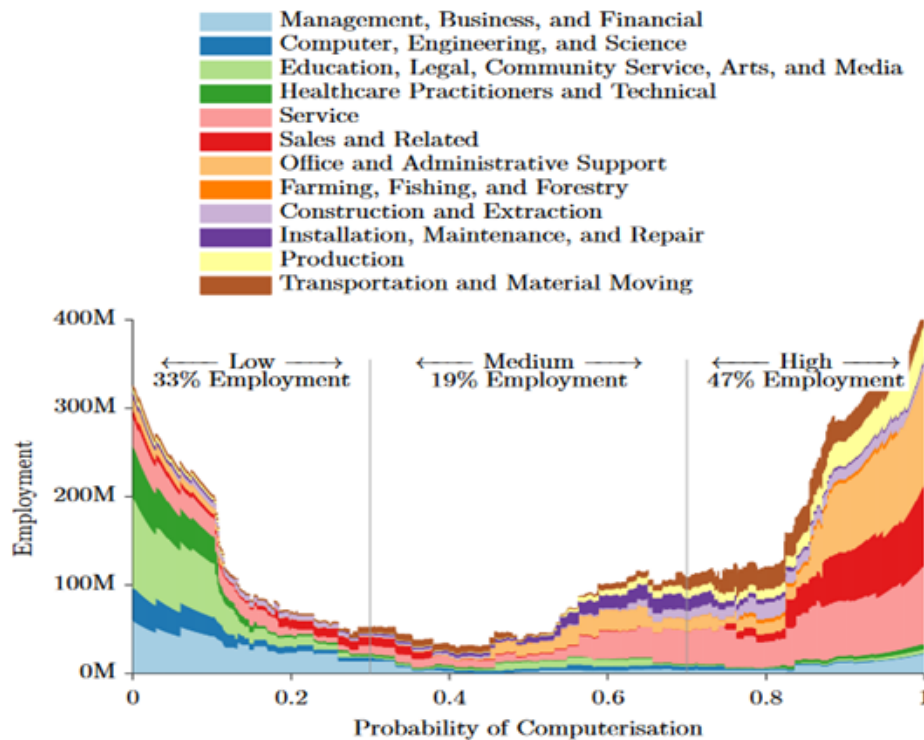 Management, Business, and Financial
Computer, Engineering, and Science
Education, Legal, Community Service, Arts, and Media
Healthcare Practitioners and Technical
Service
Sales and Related
Office and Administrative Support
Farming, Fishing, and Forestry
Construction and Extraction
Installation, Maintenance, and Repair
Production
Transportation and Material Moving
400M
300M
200M
100M
0M
Employment
←— Low —→
33% Employment
←— Medium —→
19% Employment
←— High —→
47% Employment
0
0.2
0.4
0.6
0.8
1
Probability of Computerisation